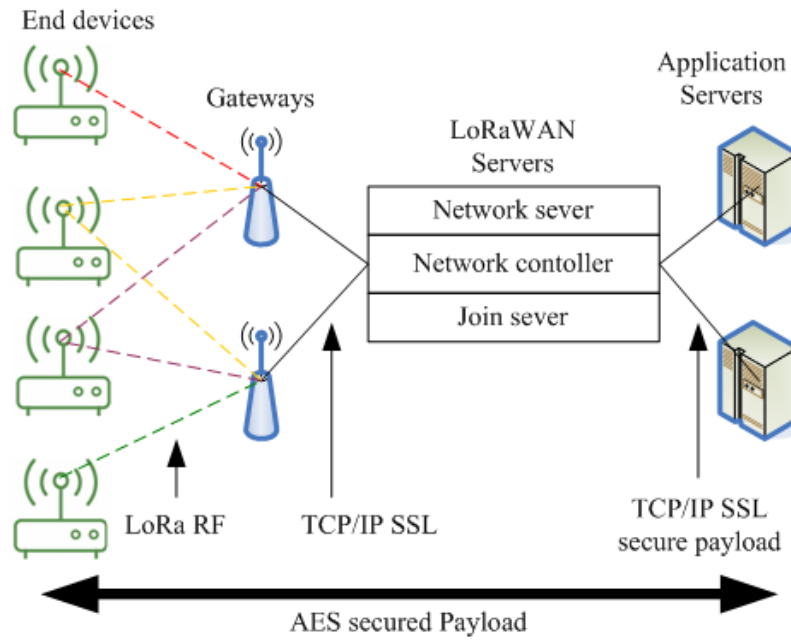 End devices
Gateways
Application
Servers
LoRaWAN
Servers
Network sever
Network contoller
Join sever
LoRa RF
TCP/IP SSL
TCP/IP SSL
secure payload
AES secured Payload